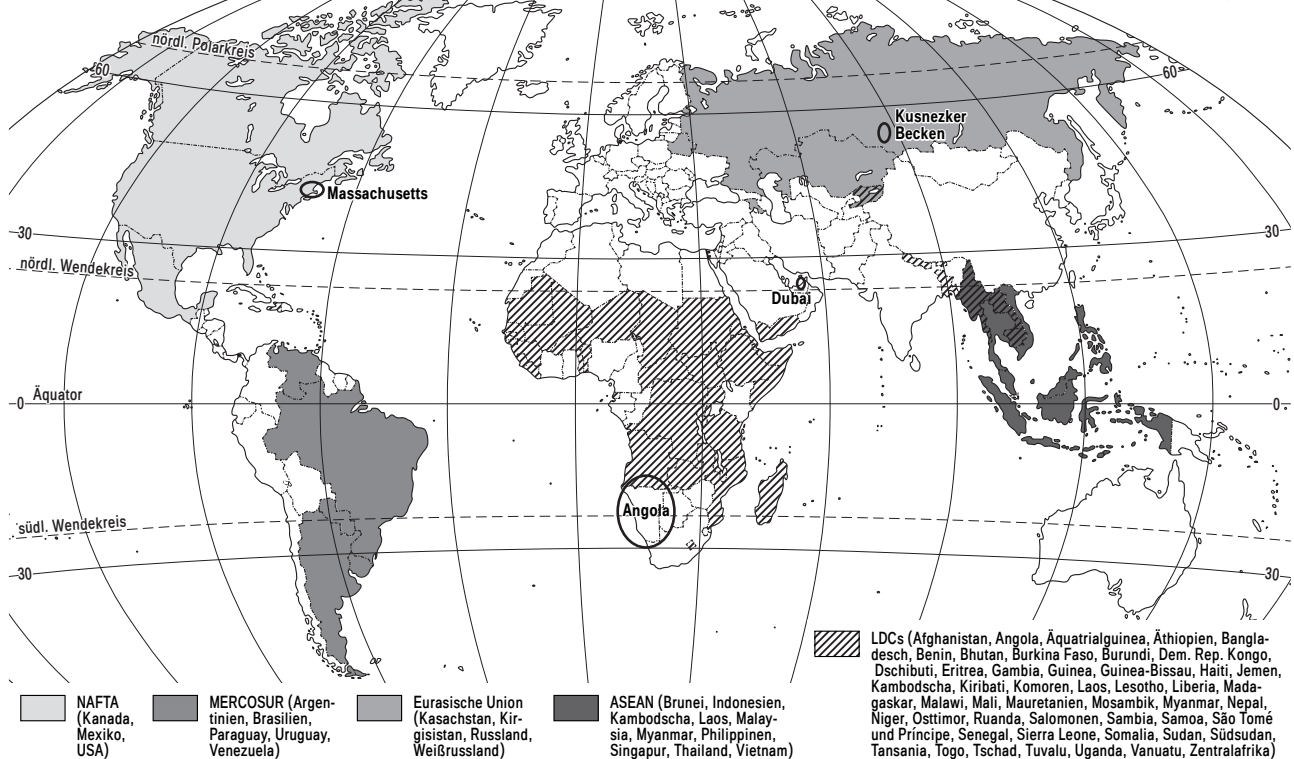 nördl. Polarkreis
60
60
Kusnezker
Becken
Massachusetts
30
30
nördl. Wendekreis
Dubai
Äquator
0
0
Angola
südl. Wendekreis
30
30
NAFTA
(Kanada,
Mexiko,
USA)
MERCOSUR (Argen-
tinien, Brasilien,
Paraguay, Uruguay,
Venezuela)
Eurasische Union
(Kasachstan, Kir-
gisistan, Russland,
Weißrussland)
ASEAN (Brunei, Indonesien,
Kambodscha, Laos, Malay-
sia, Myanmar, Philippinen,
Singapur, Thailand, Vietnam)
LDCs (Afghanistan, Angola, Äquatrialguinea, Äthiopien, Bangla-
desch, Benin, Bhutan, Burkina Faso, Burundi, Dem. Rep. Kongo,
Dschibuti, Eritrea, Gambia, Guinea, Guinea-Bissau, Haiti, Jemen,
Kambodscha, Kiribati, Komoren, Laos, Lesotho, Liberia, Mada-
gaskar, Malawi, Mali, Mauretanien, Mosambik, Myanmar, Nepal,
Niger, Osttimor, Ruanda, Salomonen, Sambia, Samoa, São Tomé
und Príncipe, Senegal, Sierra Leone, Somalia, Sudan, Südsudan,
Tansania, Togo, Tschad, Tuvalu, Uganda, Vanuatu, Zentralafrika)